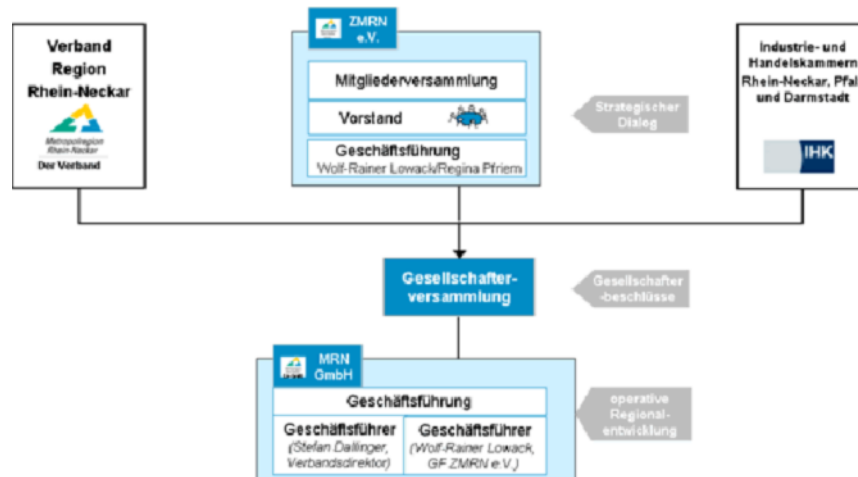 Verband
Region
Rhein-Neckar
Metropolregion
Rhein-Neckar
Der Verband
ZMRN
e.V.
Mitgliederversammlung
Vorstand
Geschäftsführung
Wolf-Rainer Lowack/Regina Pfriem
Strategischer
Dialog
Industrie- und
Handelskammern
Rhein-Neckar, Pfal
und Darmstadt
IHK
Gesellschafter-
versammlung
Gesellschafter
-beschlüsse
MRN
GmbH
Geschäftsführung
Geschäftsführer
(Stefan Dallinger,
Verbandsdirektor)
Geschäftsführer
(Wolf-Rainer Lowack,
GF ZMRN e.V.)
operative
Regional-
entwicklung